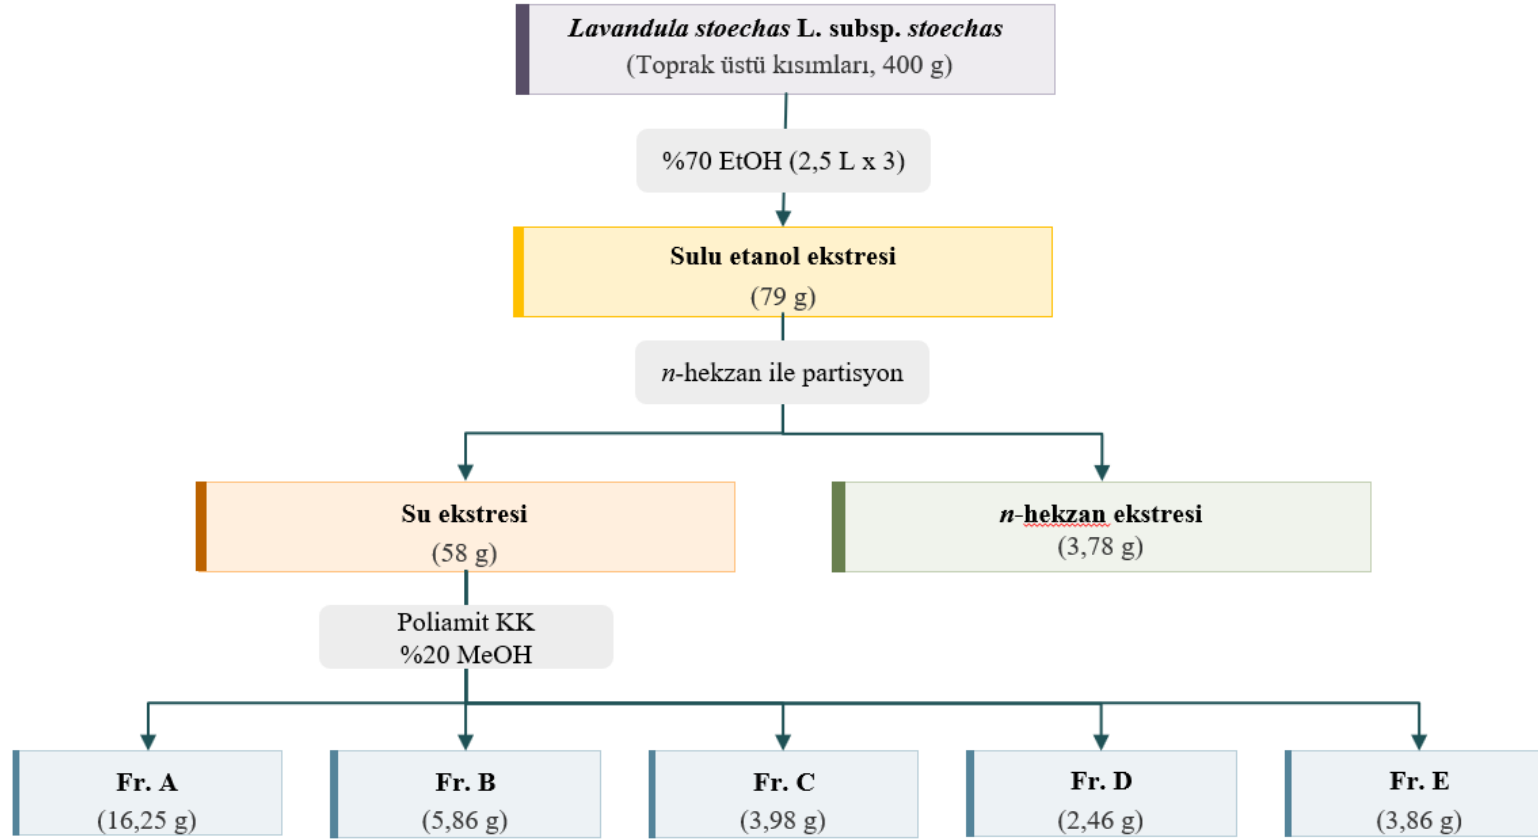 Lavandula stoechas L. subsp. stoechas
(Toprak üstü kısımları, 400 g)
%70 EtOH (2,5 L x 3)
Sulu etanol ekstresi
(79 g)
n-hekzan ile partisyon
Su ekstresi
(58 g)
n-hekzan ekstresi
(3,78 g)
Poliamit KK
%20 MeOH
Fr. A
(16,25 g)
Fr. B
(5,86 g)
Fr. C
(3,98 g)
Fr. D
(2,46 g)
Fr. E
(3,86 g)